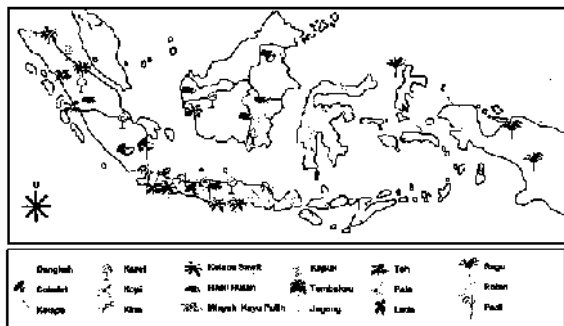 U
Cengkeh Karet Kelapa Sawit Kapuk Teh Sagu
Cokelat Kopi Hasil Hutan Tembakau Pala Rotan
Kelapa Kina Minyak Kayu Putih Jagung Lada Padi